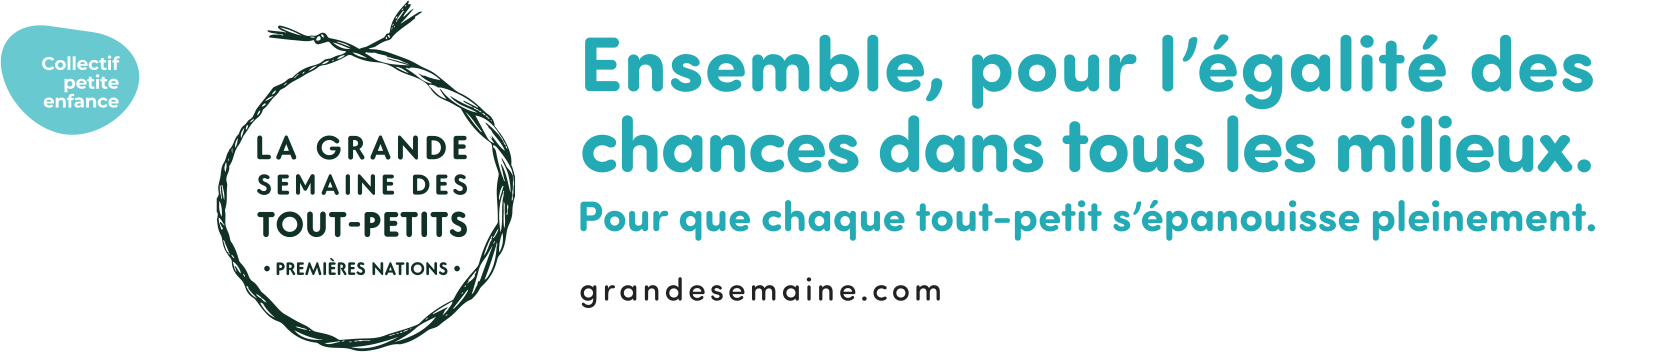 Collectif
petite
enfance
LA GRANDE
SEMAINE DES
TOUT-PETITS
• PREMIÈRES NATIONS •
Ensemble, pour l’égalité des
chances dans tous les milieux.
Pour que chaque tout-petit s’épanouisse pleinement.
grandesemaine.com